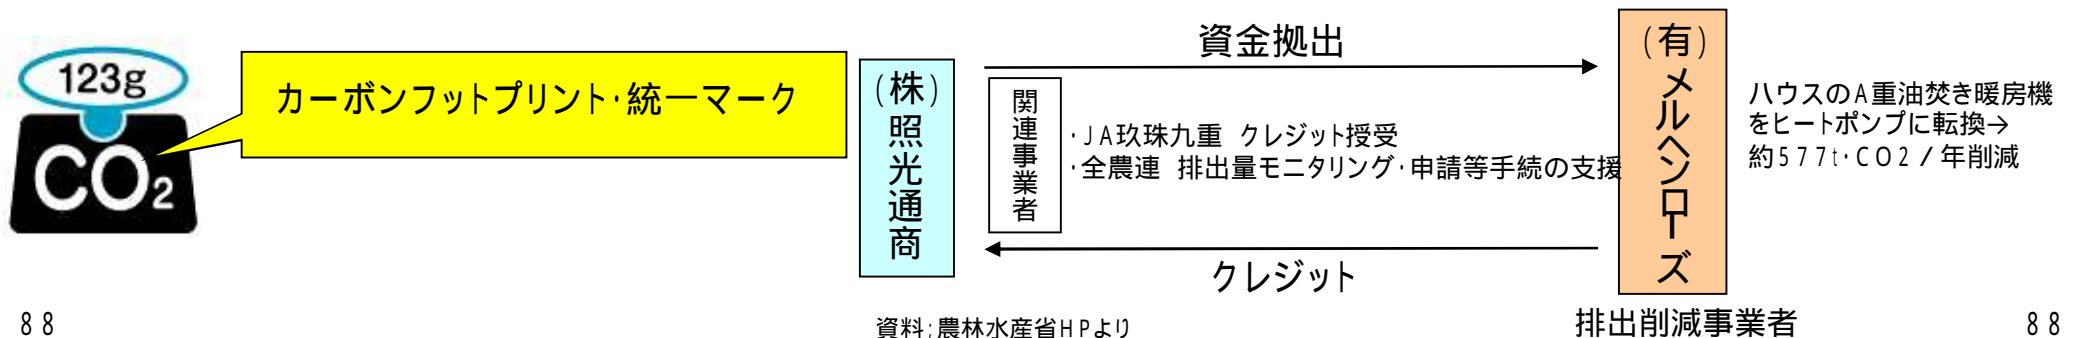 123g
CO2
カーボンフットプリント・統一マーク
(株)照光通商
資金拠出
関連事業者
・JA玖珠九重 クレジット授受
・全農連 排出量モニタリング・申請等手続の支援
クレジット
(有)メルヘンローズ
ハウスのA重油焚き暖房機
をヒートポンプに転換→
約577t・CO2/年削減
排出削減事業者
資料;農林水産省HPより
88
88